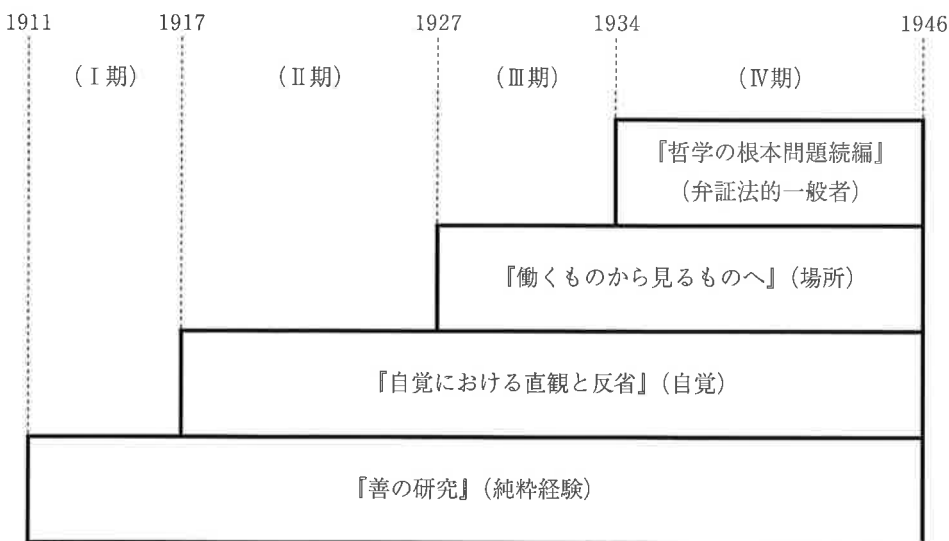 1911 1917 1927 1934 1946
（Ⅰ期） （Ⅱ期） （Ⅲ期） （Ⅳ期）
『哲学の根本問題続編』
（弁証法的一般者）
『働くものから見るものへ』（場所）
『自覚における直観と反省』（自覚）
『善の研究』（純粋経験）